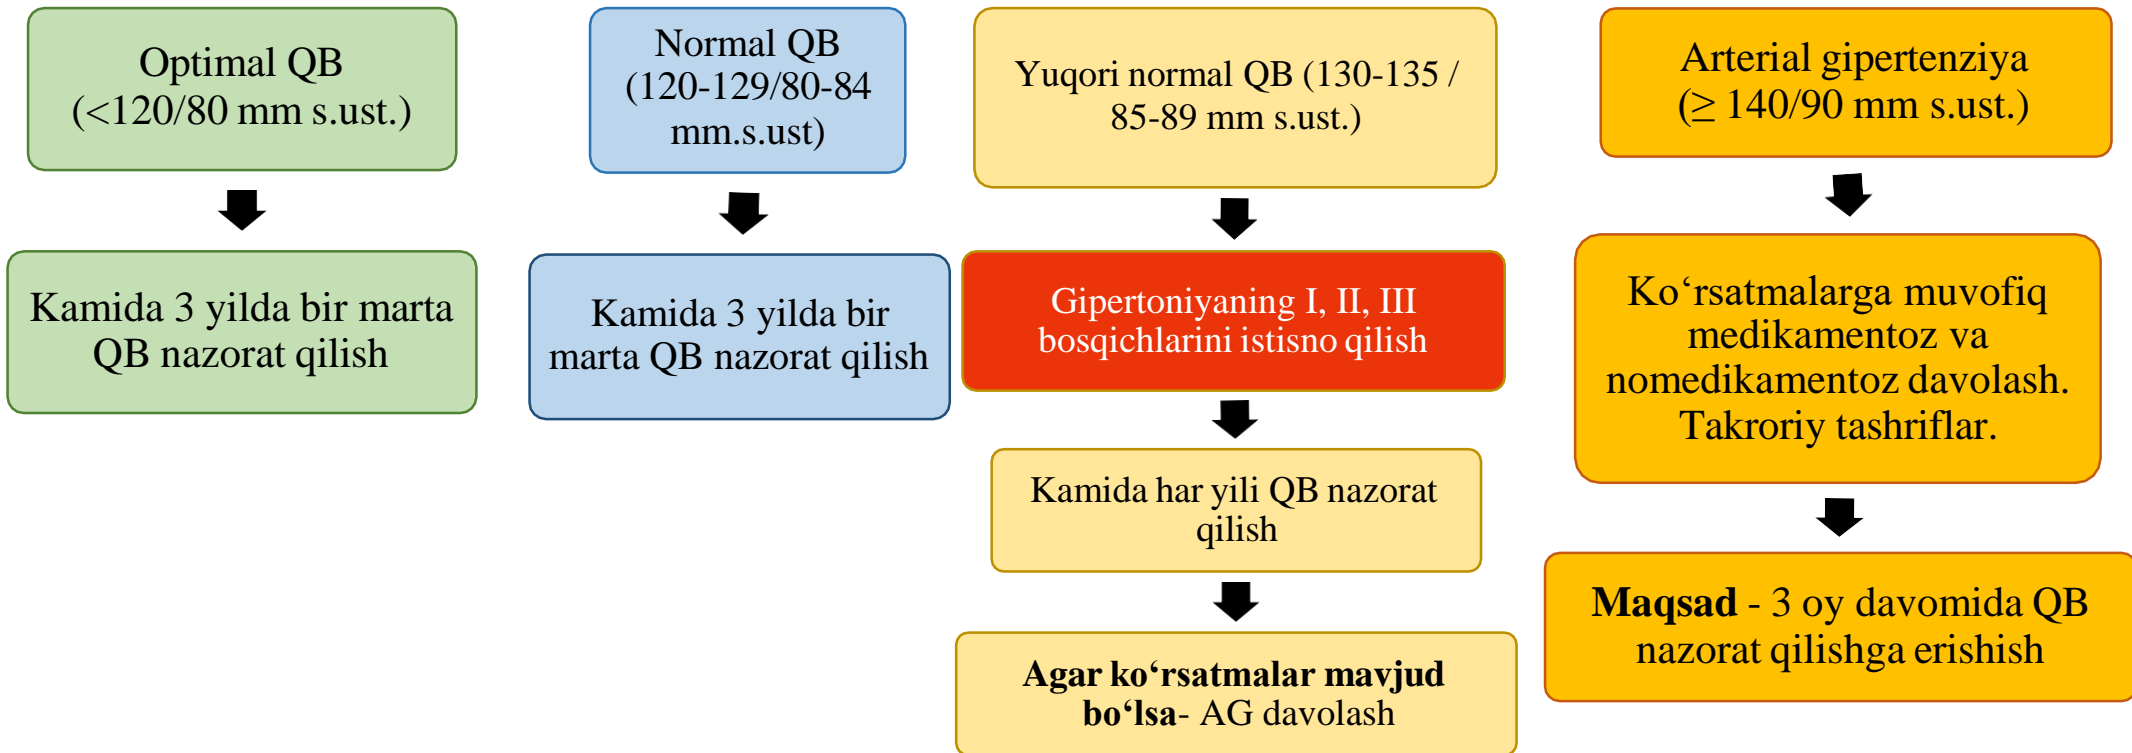 Optimal QB
(<120/80 mm s.ust.)
Kamida 3 yilda bir marta
QB nazorat qilish
Normal QB
(120-129/80-84
mm.s.ust)
Kamida 3 yilda bir
marta QB nazorat qilish
Yuqori normal QB (130-135 /
85-89 mm s.ust.)
Gipertoniyaning I, II, III
bosqichlarini istisno qilish
Kamida har yili QB nazorat
qilish
Agar ko‘rsatmalar mavjud
bo‘lsa- AG davolash
Arterial gipertenziya
(≥ 140/90 mm s.ust.)
Ko‘rsatmalarga muvofiq
medikamentoz va
nomedikamentoz davolash.
Takroriy tashriflar.
Maqsad - 3 oy davomida QB
nazorat qilishga erishish